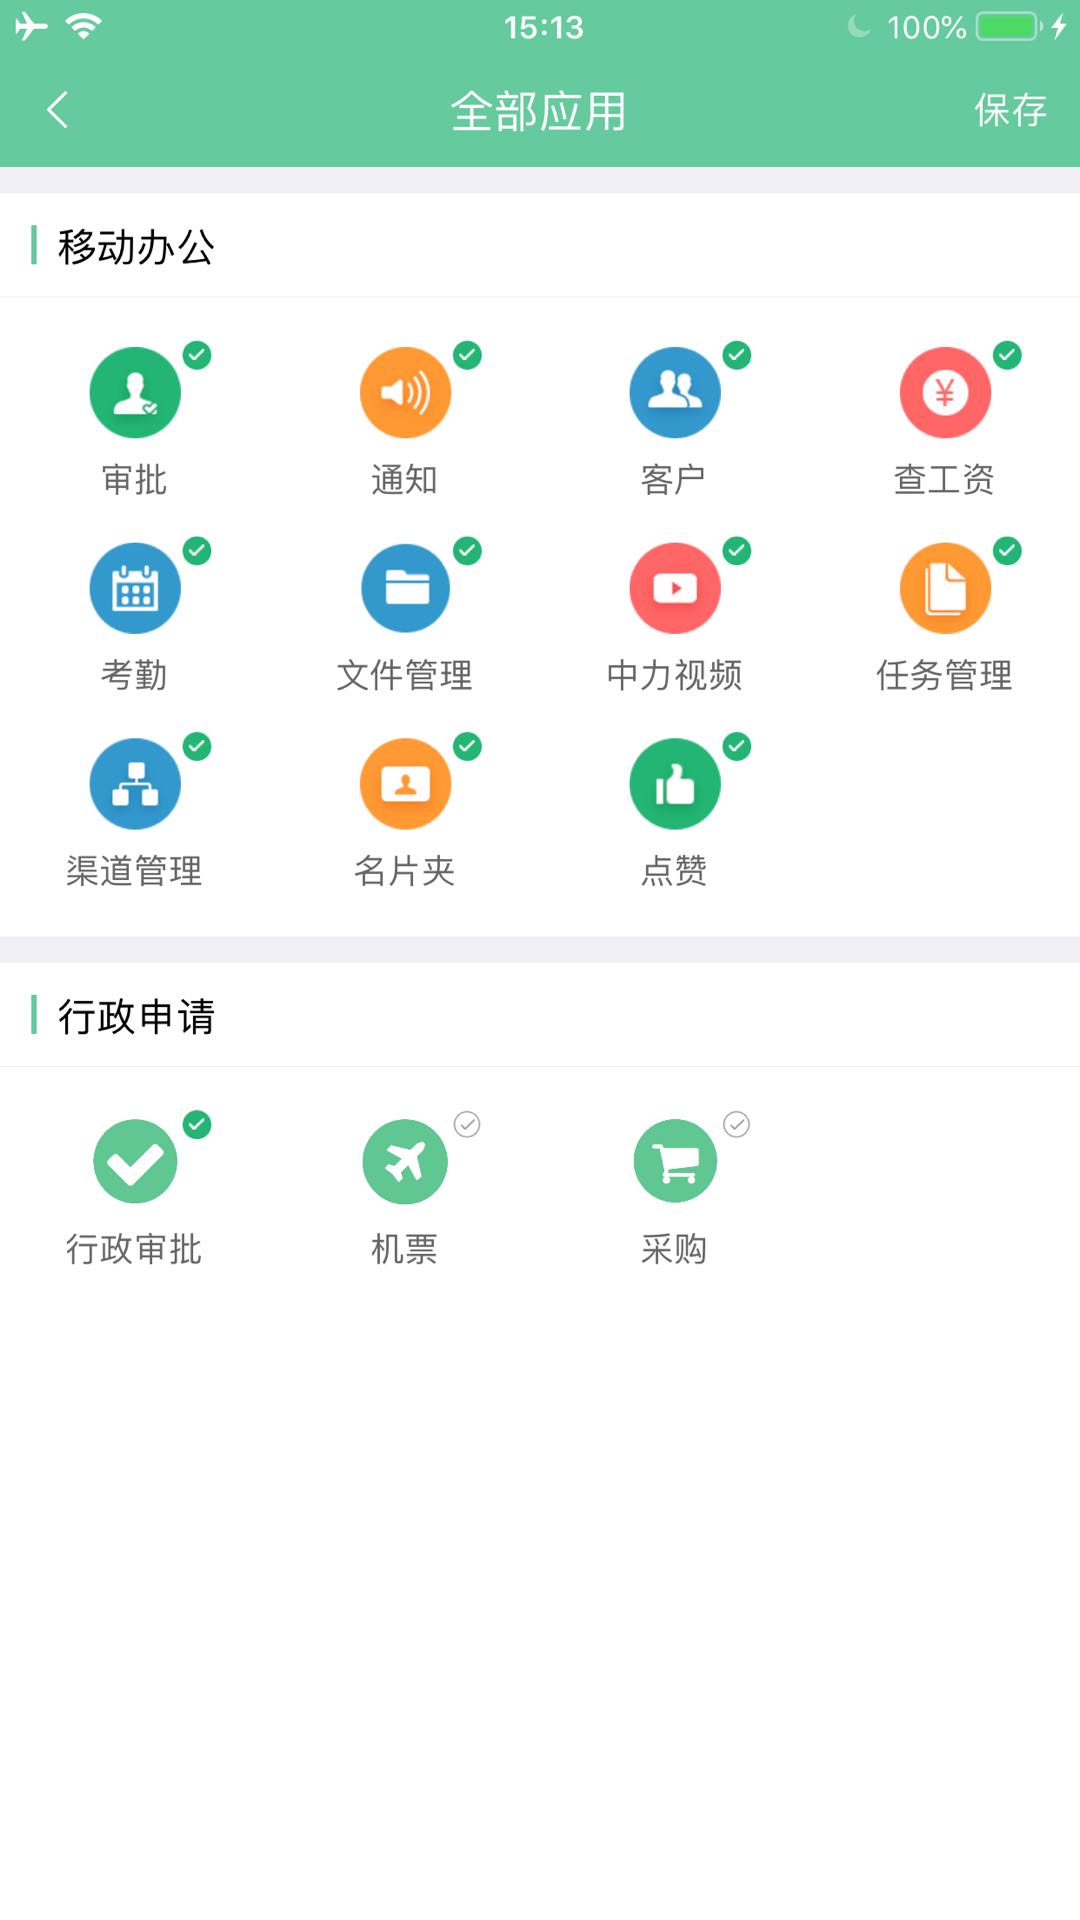 15:13 100%
全部应用 保存
移动办公
审批 通知 客户 查工资
考勤 文件管理 中力视频 任务管理
渠道管理 名片夹 点赞
行政申请
行政审批 机票 采购